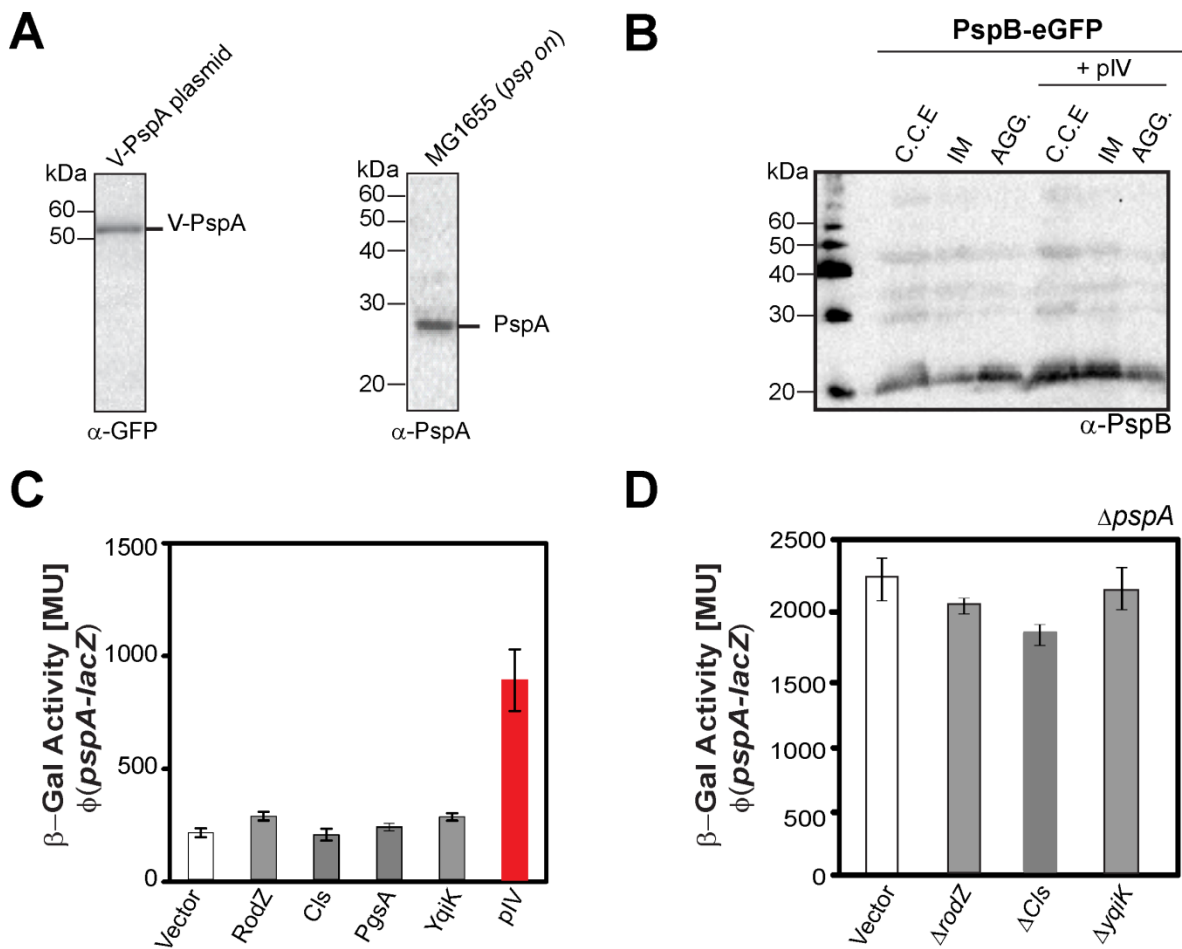 A
V-PspA plasmid
kDa
60
50
V-PspA
α-GFP
MG1655 (psp on)
kDa
60
50
40
30
20
PspA
α-PspA
B
PspB-eGFP
+ pIV
C.C.E
IM
AGG.
C.C.E
IM
AGG.
kDa
60
50
40
30
20
α-PspB
C
β–Gal Activity [MU]
ϕ(pspA-lacZ)
1500
1000
500
0
Vector
RodZ
Cls
PgsA
YqiK
pIV
D
ΔpspA
β–Gal Activity [MU]
ϕ(pspA-lacZ)
2500
2000
1500
1000
500
0
Vector
ΔrodZ
ΔCls
ΔyqiK